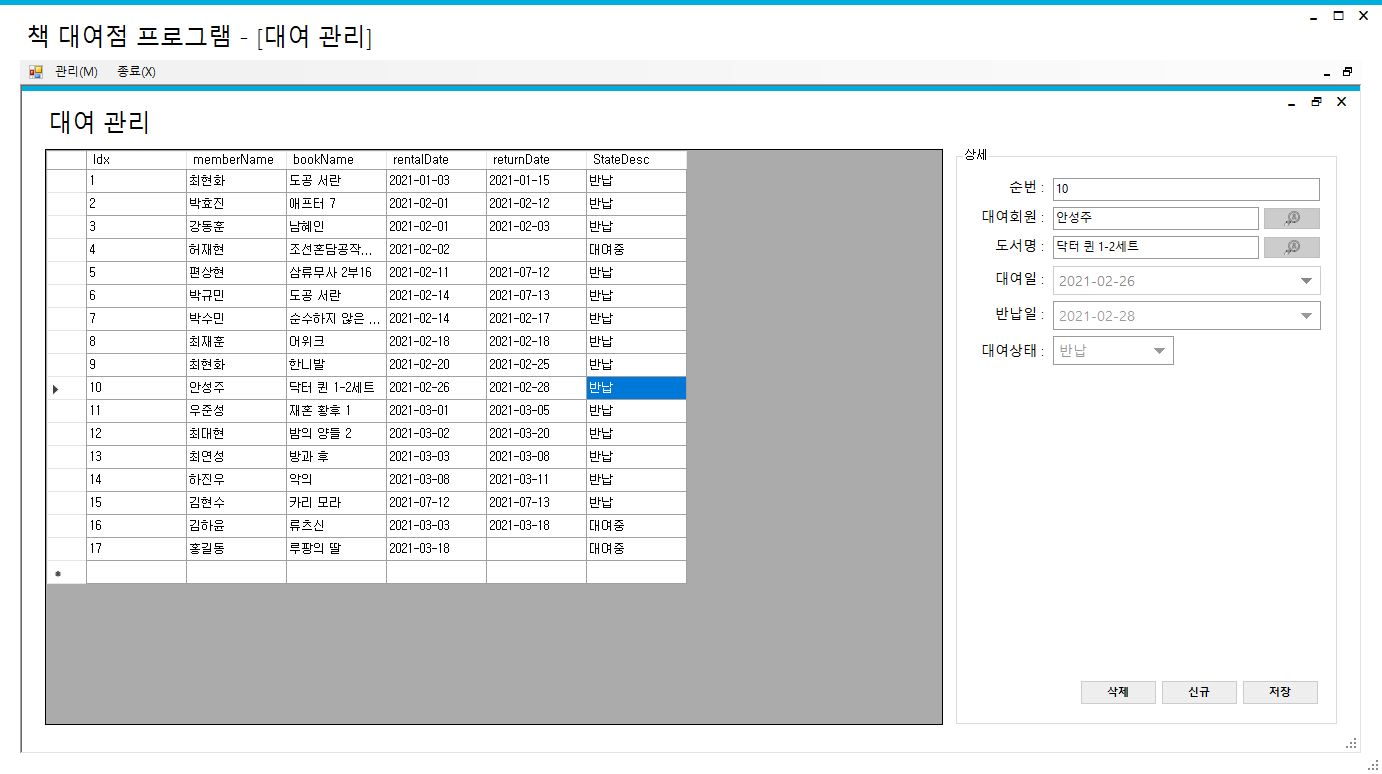 책 대여점 프로그램 - [대여 관리]
관리(M) 종료(X)
대여 관리
Idx memberName bookName rentalDate returnDate StateDesc
1 최현화 도공 서란 2021-01-03 2021-01-15 반납
2 박효진 애프터 7 2021-02-01 2021-02-12 반납
3 강동훈 남혜인 2021-02-01 2021-02-03 반납
4 허재현 조선혼담공작... 2021-02-02 대여중
5 편상현 삼류무사 2부16 2021-02-11 2021-07-12 반납
6 박규민 도공 서란 2021-02-14 2021-07-13 반납
7 박수민 순수하지 않은 ... 2021-02-14 2021-02-17 반납
8 최재훈 머위크 2021-02-18 2021-02-18 반납
9 최현화 한니발 2021-02-20 2021-02-25 반납
10 안성주 닥터 퀸 1-2세트 2021-02-26 2021-02-28 반납
11 우준성 재혼 황후 1 2021-03-01 2021-03-05 반납
12 최대현 밤의 양들 2 2021-03-02 2021-03-20 반납
13 최연성 방과 후 2021-03-03 2021-03-08 반납
14 하진우 악의 2021-03-08 2021-03-11 반납
15 김현수 카리 모라 2021-07-12 2021-07-13 반납
16 김하윤 류츠신 2021-03-03 2021-03-18 대여중
17 홍길동 루팡의 딸 2021-03-18 대여중
상세
순번 : 10
대여회원 : 안성주
도서명 : 닥터 퀸 1-2세트
대여일 : 2021-02-26
반납일 : 2021-02-28
대여상태 : 반납
삭제 신규 저장